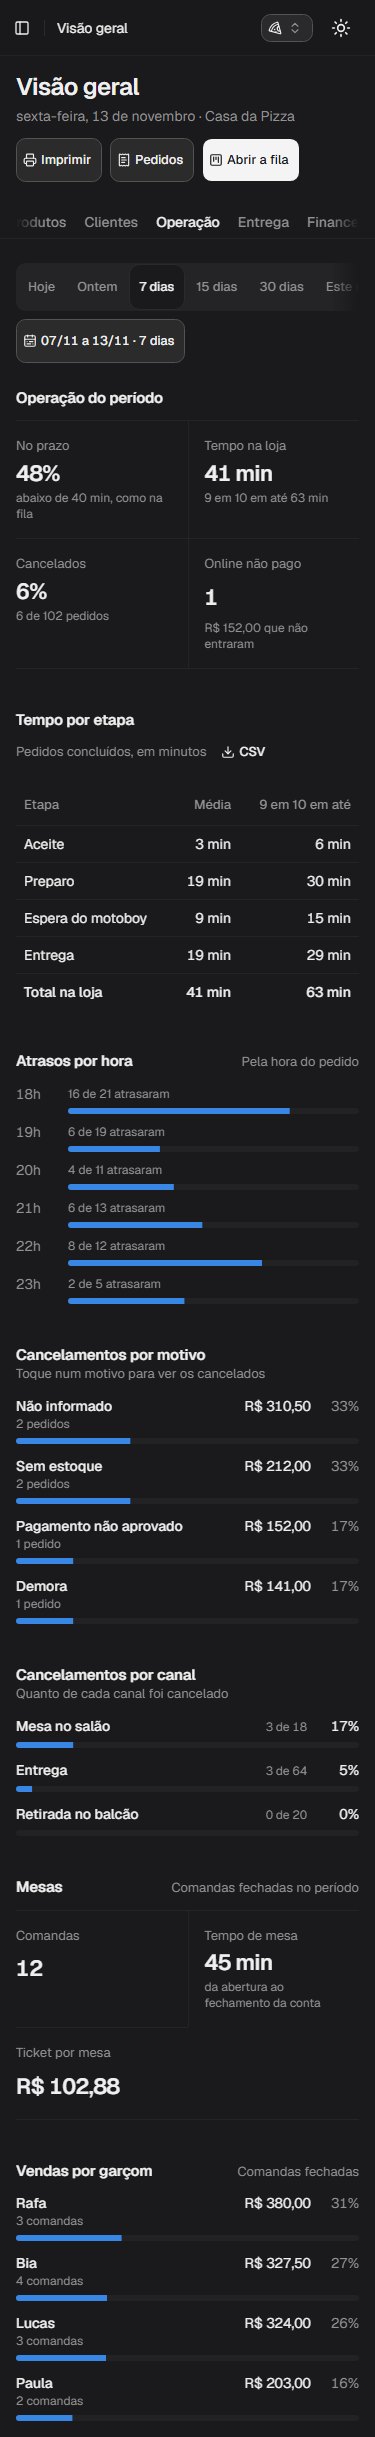 Visão geral
Visão geral
sexta-feira, 13 de novembro · Casa da Pizza
Imprimir Pedidos Abrir a fila
Clientes Operação Entrega
Hoje Ontem 7 dias 15 dias 30 dias Este
07/11 a 13/11 · 7 dias
Operação do período
No prazo
48%
abaixo de 40 min, como na
fila
Tempo na loja
41 min
9 em 10 em até 63 min
Cancelados
6%
6 de 102 pedidos
Online não pago
1
R$ 152,00 que não
entraram
Tempo por etapa
Pedidos concluídos, em minutos CSV
Etapa Média 9 em 10 em até
Aceite 3 min 6 min
Preparo 19 min 30 min
Espera do motoboy 9 min 15 min
Entrega 19 min 29 min
Total na loja 41 min 63 min
Atrasos por hora Pela hora do pedido
18h 16 de 21 atrasaram
19h 6 de 19 atrasaram
20h 4 de 11 atrasaram
21h 6 de 13 atrasaram
22h 8 de 12 atrasaram
23h 2 de 5 atrasaram
Cancelamentos por motivo
Toque num motivo para ver os cancelados
Não informado R$ 310,50 33%
2 pedidos
Sem estoque R$ 212,00 33%
2 pedidos
Pagamento não aprovado R$ 152,00 17%
1 pedido
Demora R$ 141,00 17%
1 pedido
Cancelamentos por canal
Quanto de cada canal foi cancelado
Mesa no salão 3 de 18 17%
Entrega 3 de 64 5%
Retirada no balcão 0 de 20 0%
Mesas Comandas fechadas no período
Comandas
12
Tempo de mesa
45 min
da abertura ao
fechamento da conta
Ticket por mesa
R$ 102,88
Vendas por garçom Comandas fechadas
Rafa R$ 380,00 31%
3 comandas
Bia R$ 327,50 27%
4 comandas
Lucas R$ 324,00 26%
3 comandas
Paula R$ 203,00 16%
2 comandas